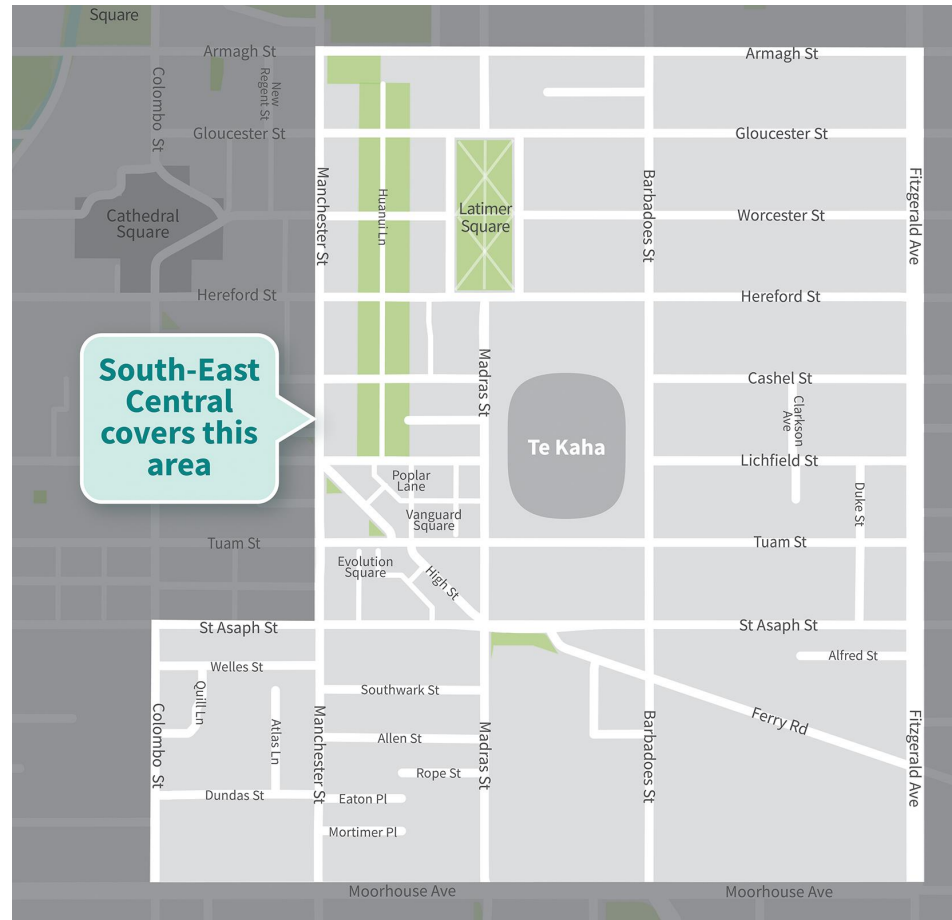 Square
Armagh St
Armagh St
Colombo St
New
Regent St
Gloucester St
Gloucester St
Manchester St
Huanui Ln
Latimer
Square
Barbadoes St
Worcester St
Fitzgerald Ave
Cathedral
Square
Hereford St
Hereford St
South-East
Central
covers this
area
Madras St
Cashel St
Clarkson
Ave
Te Kaha
Lichfield St
Poplar
Lane
Duke St
Vanguard
Square
Tuam St
Tuam St
Evolution
Square
High St
St Asaph St
St Asaph St
Welles St
Alfred St
Quill Ln
Southwark St
Colombo St
Atlas Ln
Manchester St
Allen St
Madras St
Barbadoes St
Ferry Rd
Fitzgerald Ave
Rope St
Dundas St
Eaton Pl
Mortimer Pl
Moorhouse Ave
Moorhouse Ave